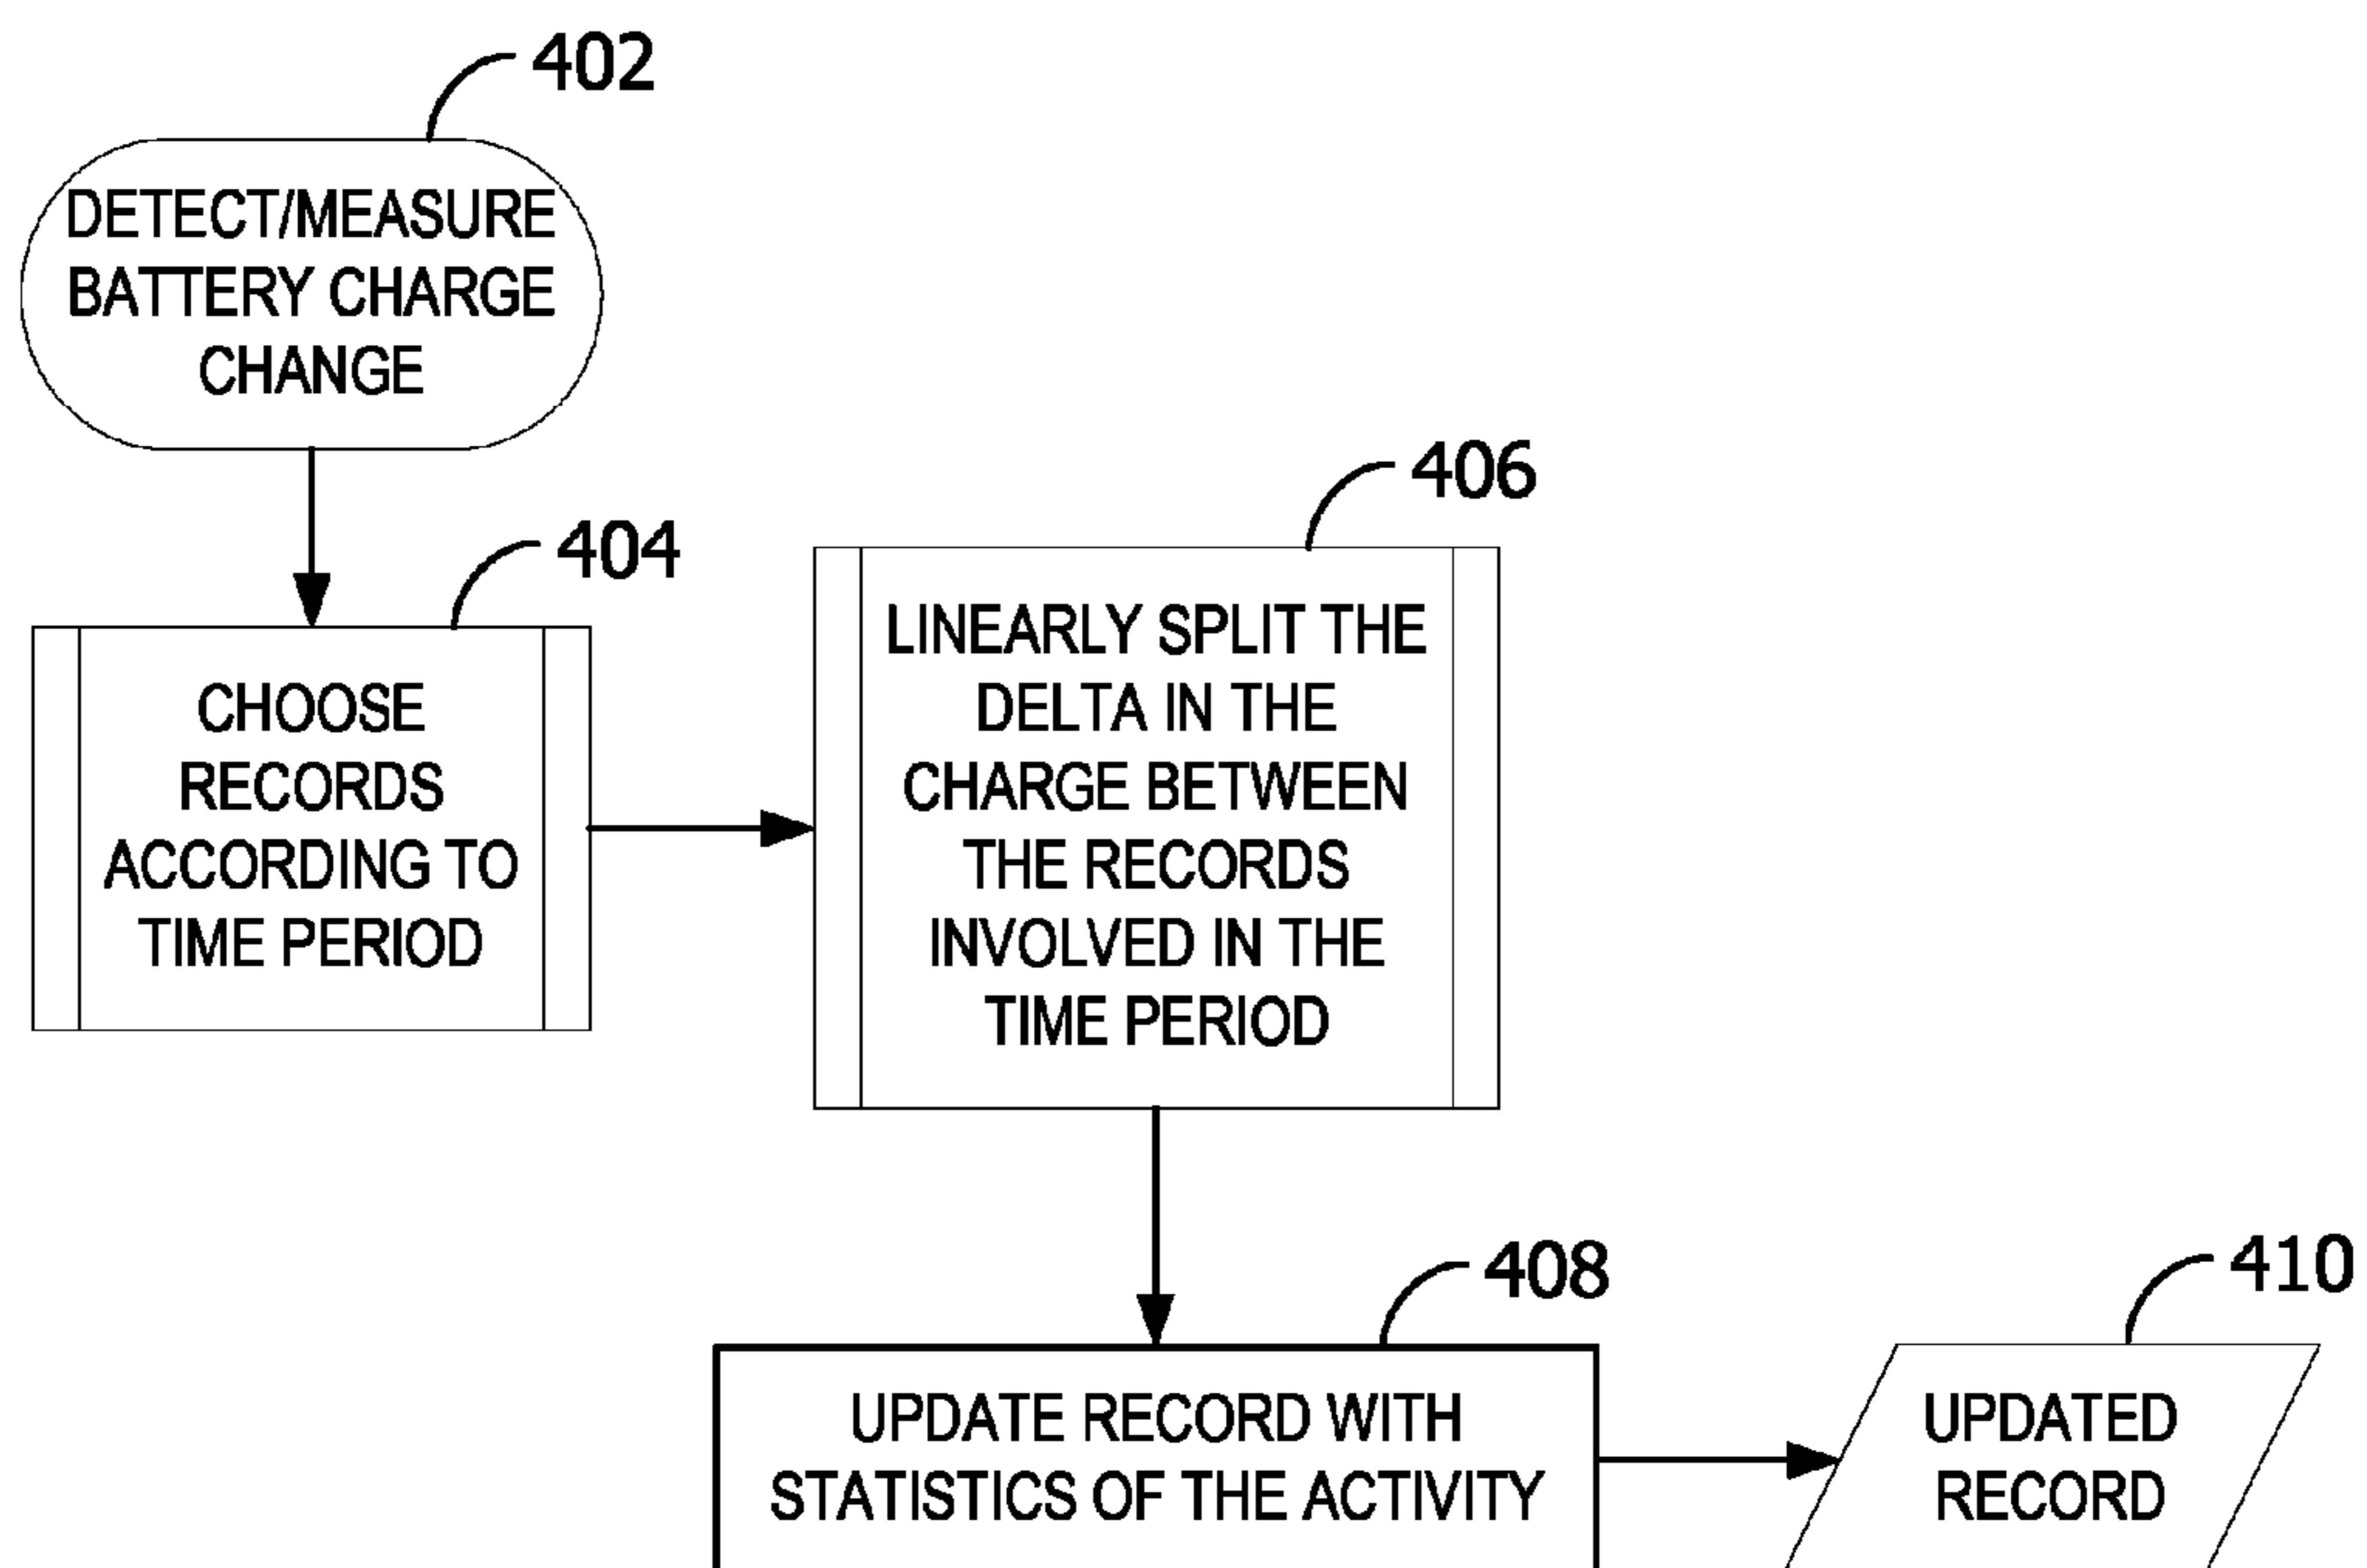 402
DETECT/MEASURE
BATTERY CHARGE
CHANGE
404
CHOOSE
RECORDS
ACCORDING TO
TIME PERIOD
406
LINEARLY SPLIT THE
DELTA IN THE
CHARGE BETWEEN
THE RECORDS
INVOLVED IN THE
TIME PERIOD
408
UPDATE RECORD WITH
STATISTICS OF THE ACTIVITY
410
UPDATED
RECORD